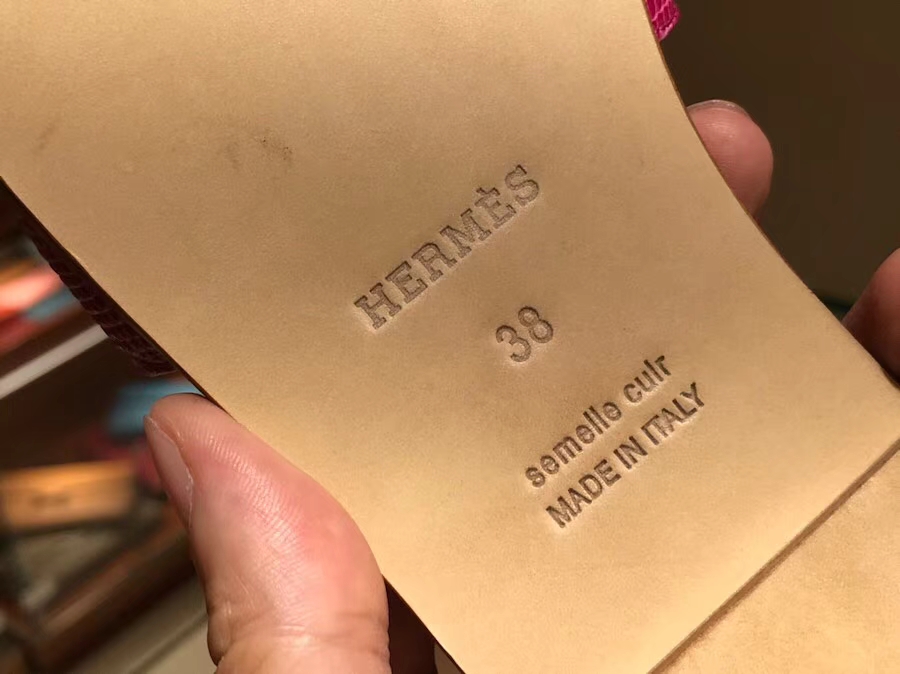 HERMÈS
38
semelle cuir
MADE IN ITALY